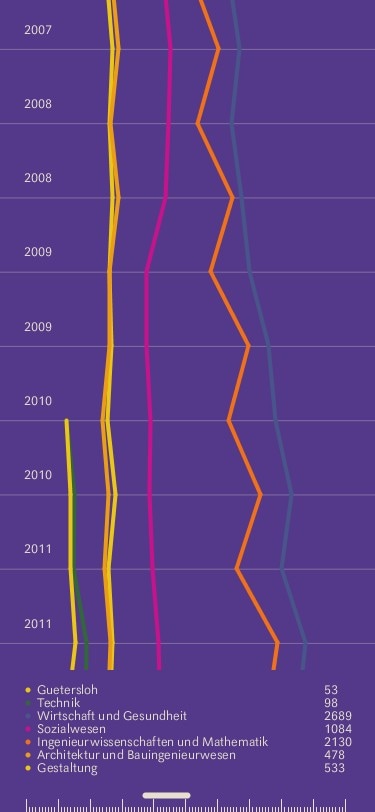 2007
2008
2008
2009
2009
2010
2010
2011
2011
Guetersloh 53
Technik 98
Wirtschaft und Gesundheit 2689
Sozialwesen 1084
Ingenieurwissenschaften und Mathematik 2130
Architektur und Bauingenieurwesen 478
Gestaltung 533